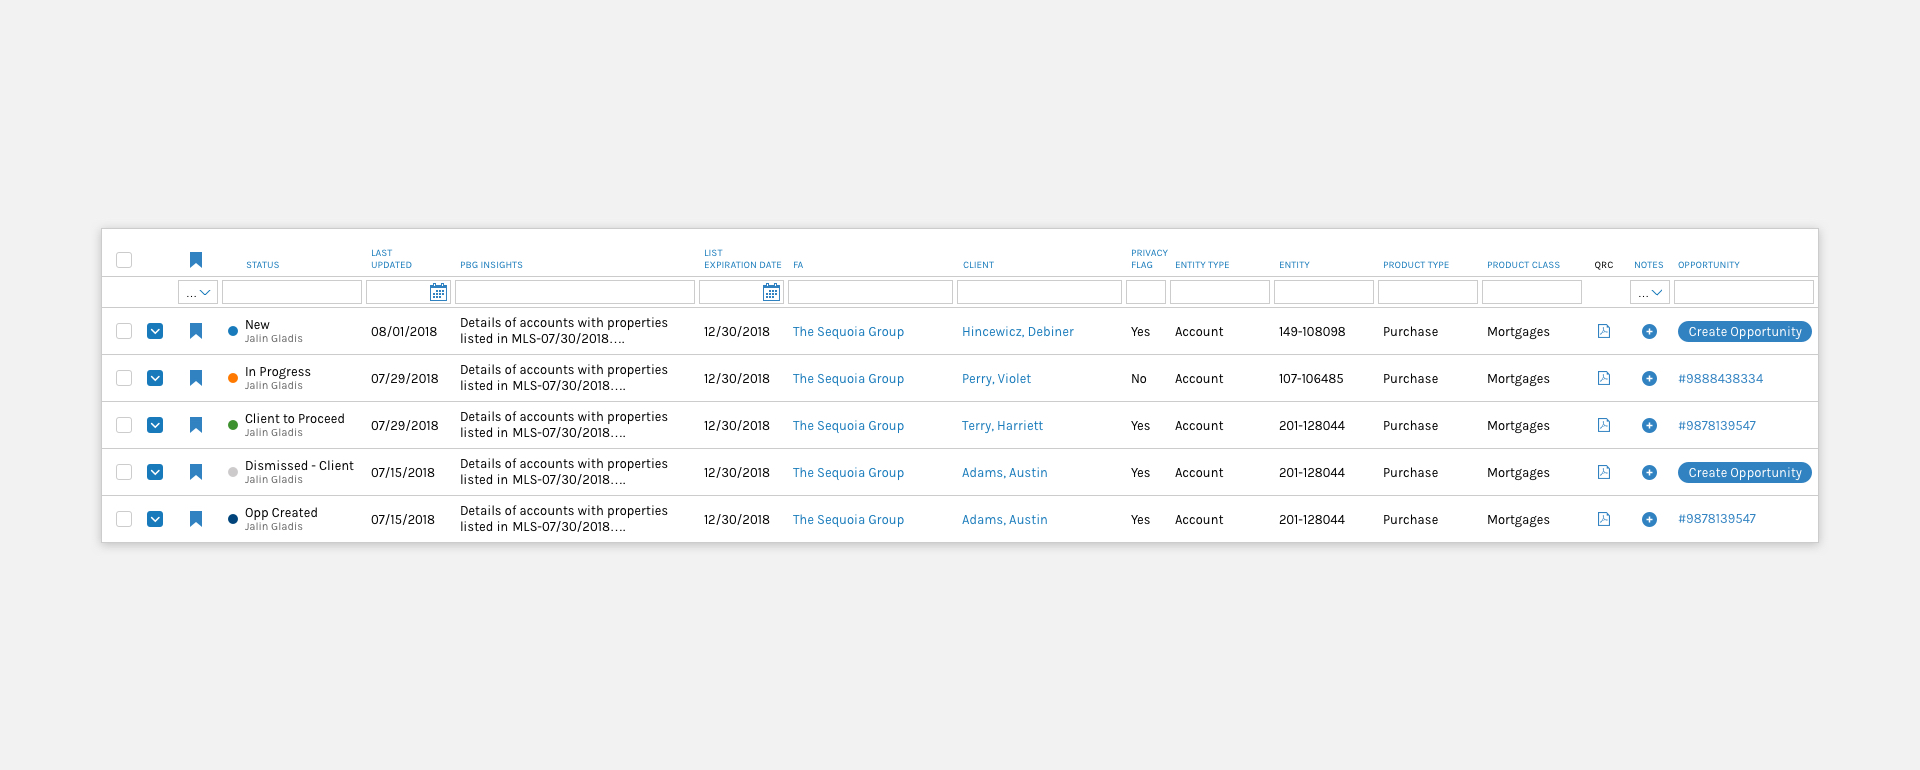 STATUS LAST UPDATED PBG INSIGHTS LIST EXPIRATION DATE FA CLIENT PRIVACY FLAG ENTITY TYPE ENTITY PRODUCT TYPE PRODUCT CLASS QRC NOTES OPPORTUNITY
... ...
New 08/01/2018 Details of accounts with properties 12/30/2018 The Sequoia Group Hincewicz, Debiner Yes Account 149-108098 Purchase Mortgages Create Opportunity
Jalin Gladis listed in MLS-07/30/2018....
In Progress 07/29/2018 Details of accounts with properties 12/30/2018 The Sequoia Group Perry, Violet No Account 107-106485 Purchase Mortgages #9888438334
Jalin Gladis listed in MLS-07/30/2018....
Client to Proceed 07/29/2018 Details of accounts with properties 12/30/2018 The Sequoia Group Terry, Harriett Yes Account 201-128044 Purchase Mortgages #9878139547
Jalin Gladis listed in MLS-07/30/2018....
Dismissed - Client 07/15/2018 Details of accounts with properties 12/30/2018 The Sequoia Group Adams, Austin Yes Account 201-128044 Purchase Mortgages Create Opportunity
Jalin Gladis listed in MLS-07/30/2018....
Opp Created 07/15/2018 Details of accounts with properties 12/30/2018 The Sequoia Group Adams, Austin Yes Account 201-128044 Purchase Mortgages #9878139547
Jalin Gladis listed in MLS-07/30/2018....